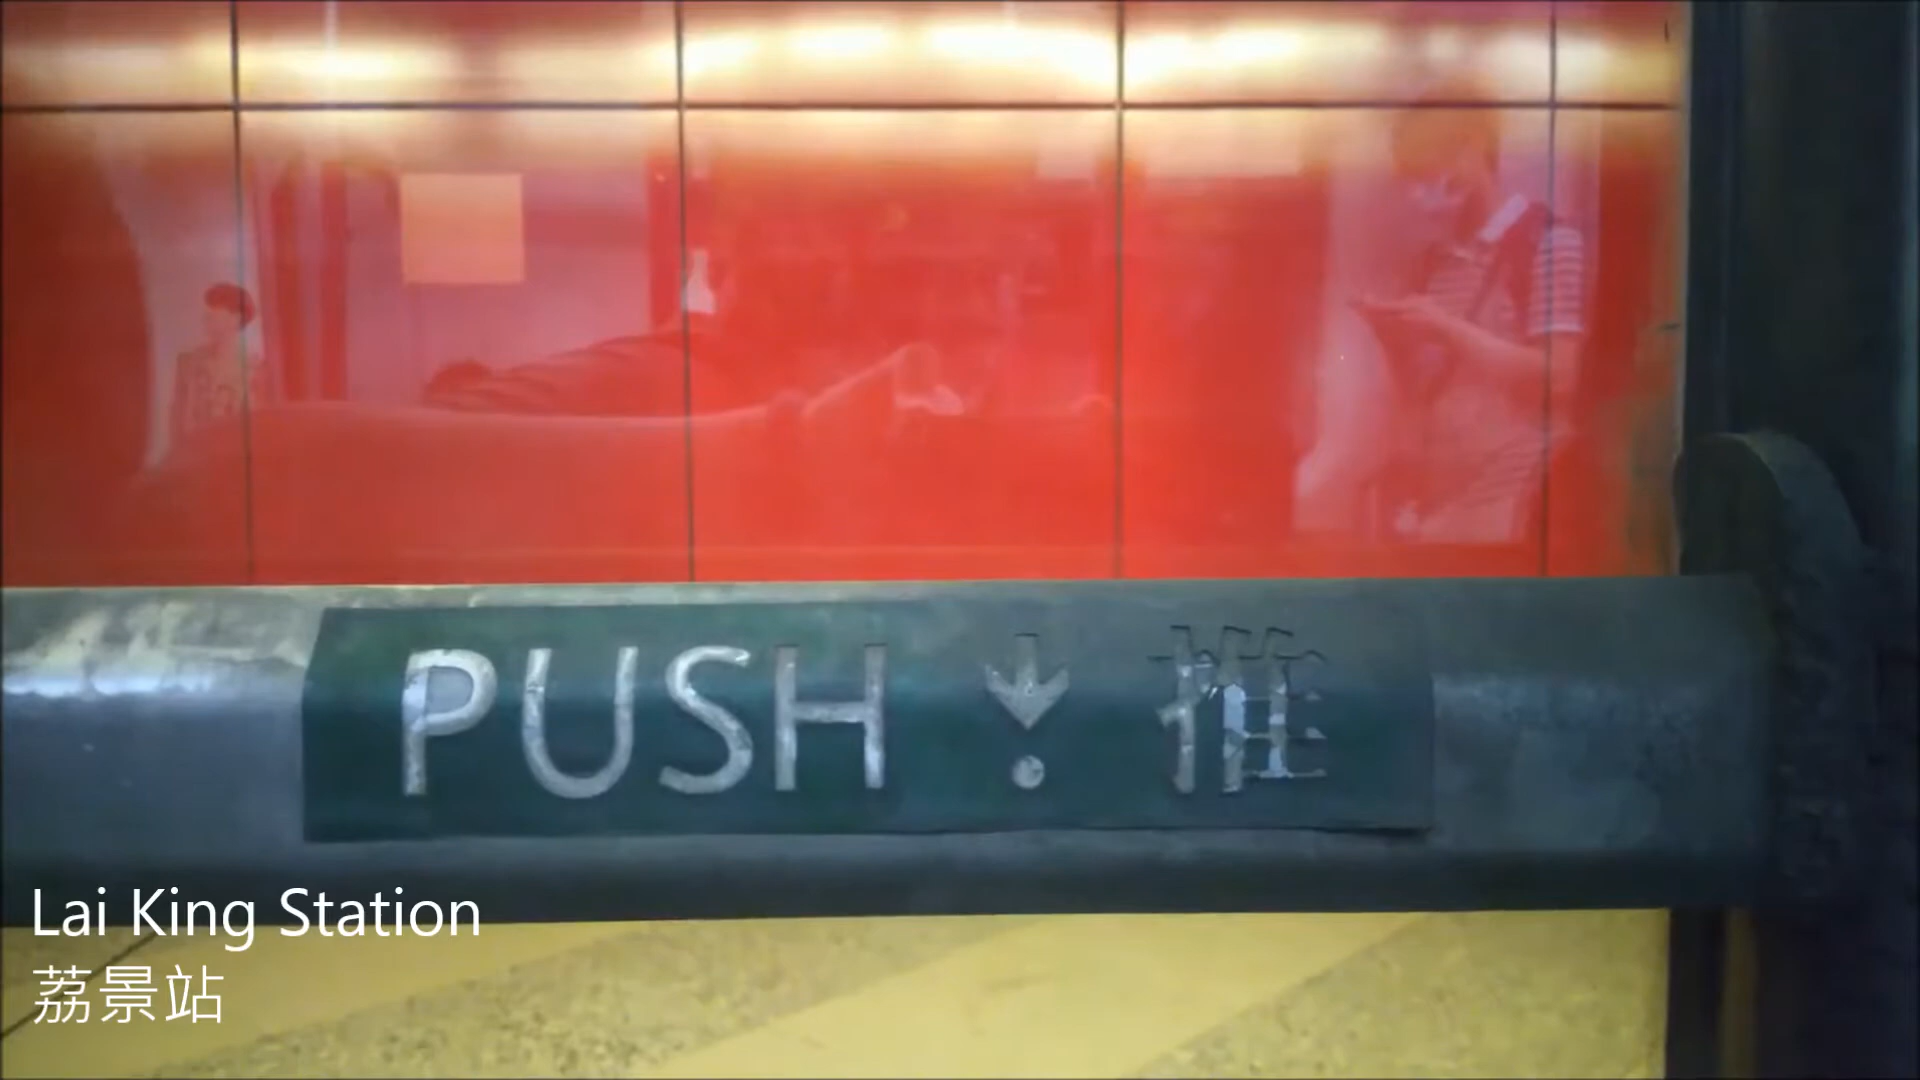 PUSH 推
Lai King Station
荔景站